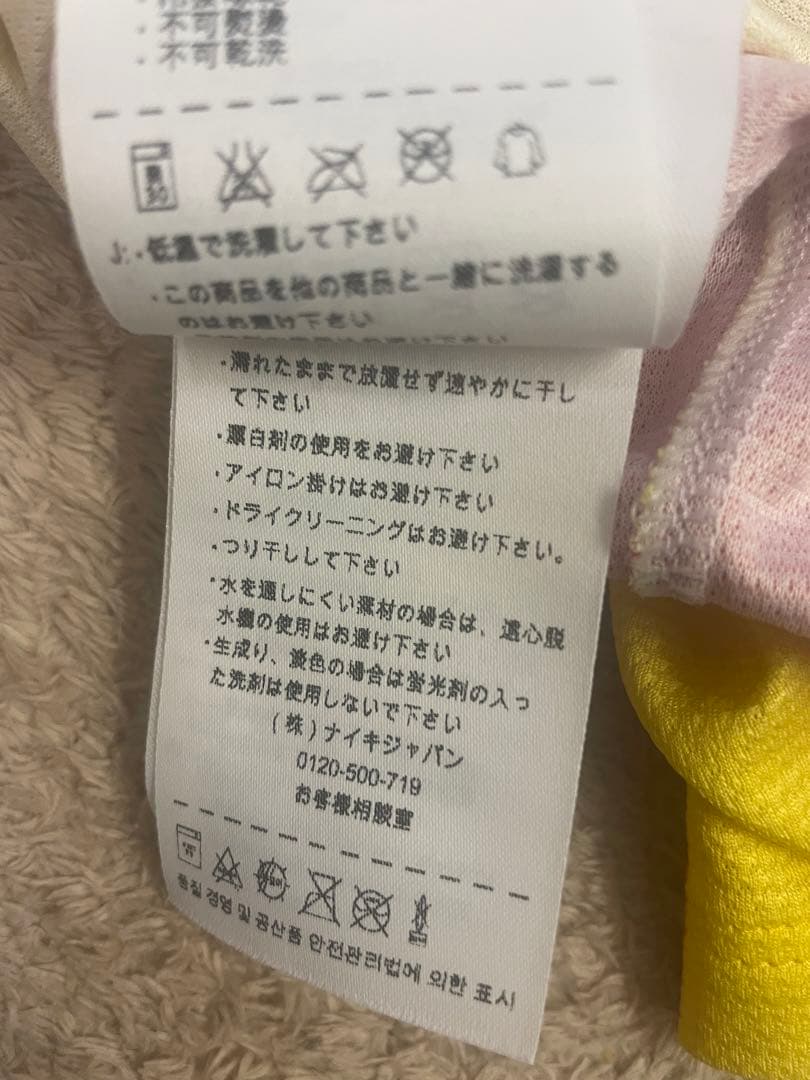 ・不可熨燙
・不可乾洗
J:・低温で洗濯して下さい
・この商品を他の商品と一緒に洗濯する
のはお避け下さい
・濡れたままで放置せず速やかに干し
て下さい
・漂白剤の使用をお避け下さい
・アイロン掛けはお避け下さい
・ドライクリーニングはお避け下さい。
・つり干しして下さい
・水を通しにくい素材の場合は、遠心脱
水機の使用はお避け下さい
・生成り、淡色の場合は蛍光剤の入っ
た洗剤は使用しないで下さい
(株)ナイキジャパン
0120-500-719
お客様相談室
품질경영 및 공산품 안전관리법에 의한 표시